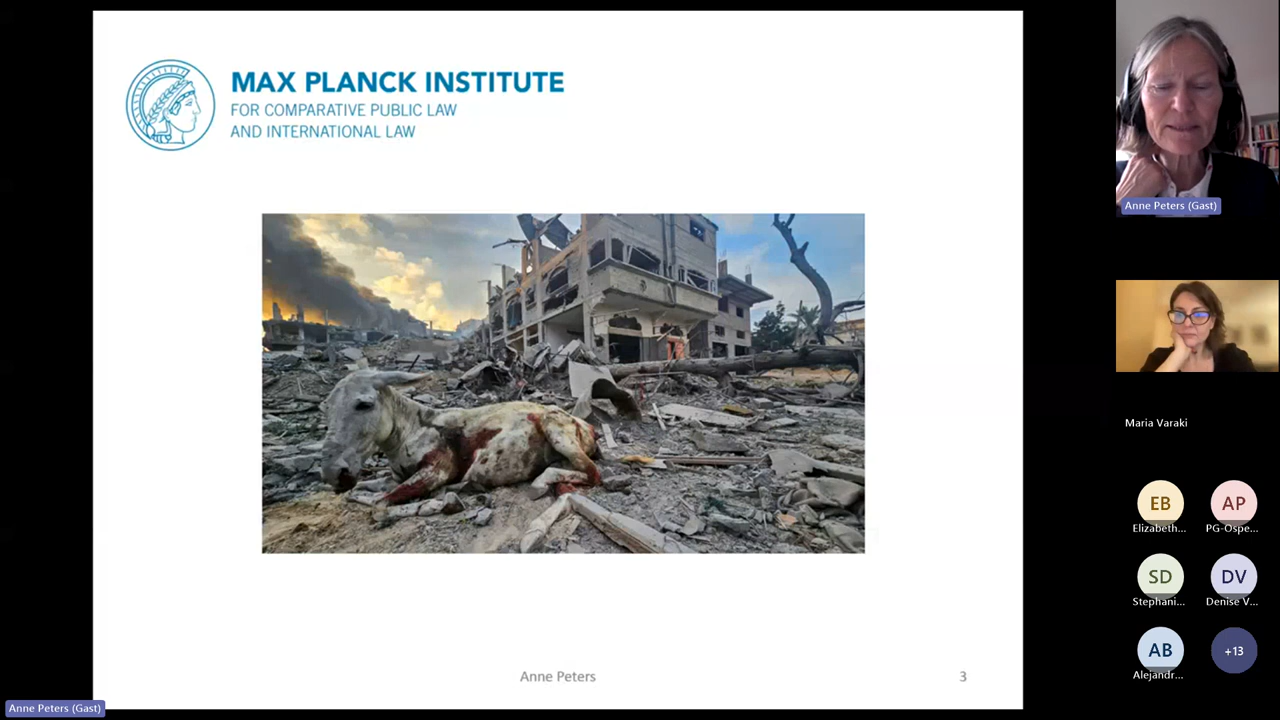 MAX PLANCK INSTITUTE
FOR COMPARATIVE PUBLIC LAW
AND INTERNATIONAL LAW
Anne Peters
3
Anne Peters (Gast)
Anne Peters (Gast)
Maria Varaki
EB
AP
Elizabeth...
PG-Ospe...
SD
DV
Stephani...
Denise V...
AB
+13
Alejandr...